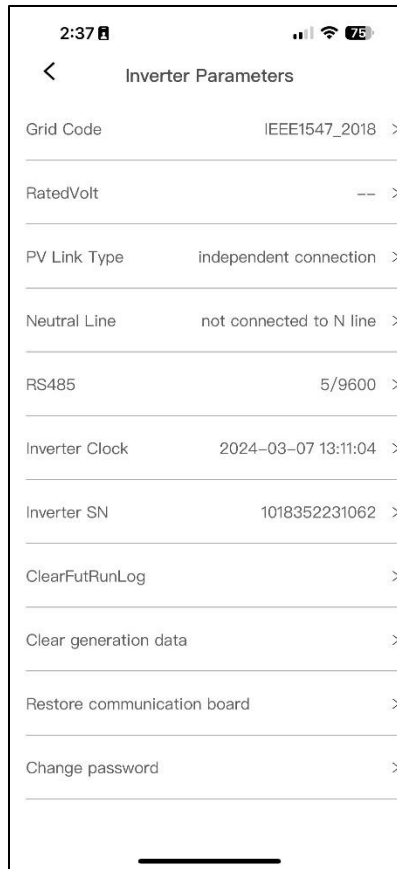 2:37 75
Inverter Parameters
Grid Code IEEE1547_2018
RatedVolt --
PV Link Type independent connection
Neutral Line not connected to N line
RS485 5/9600
Inverter Clock 2024-03-07 13:11:04
Inverter SN 1018352231062
ClearFutRunLog
Clear generation data
Restore communication board
Change password